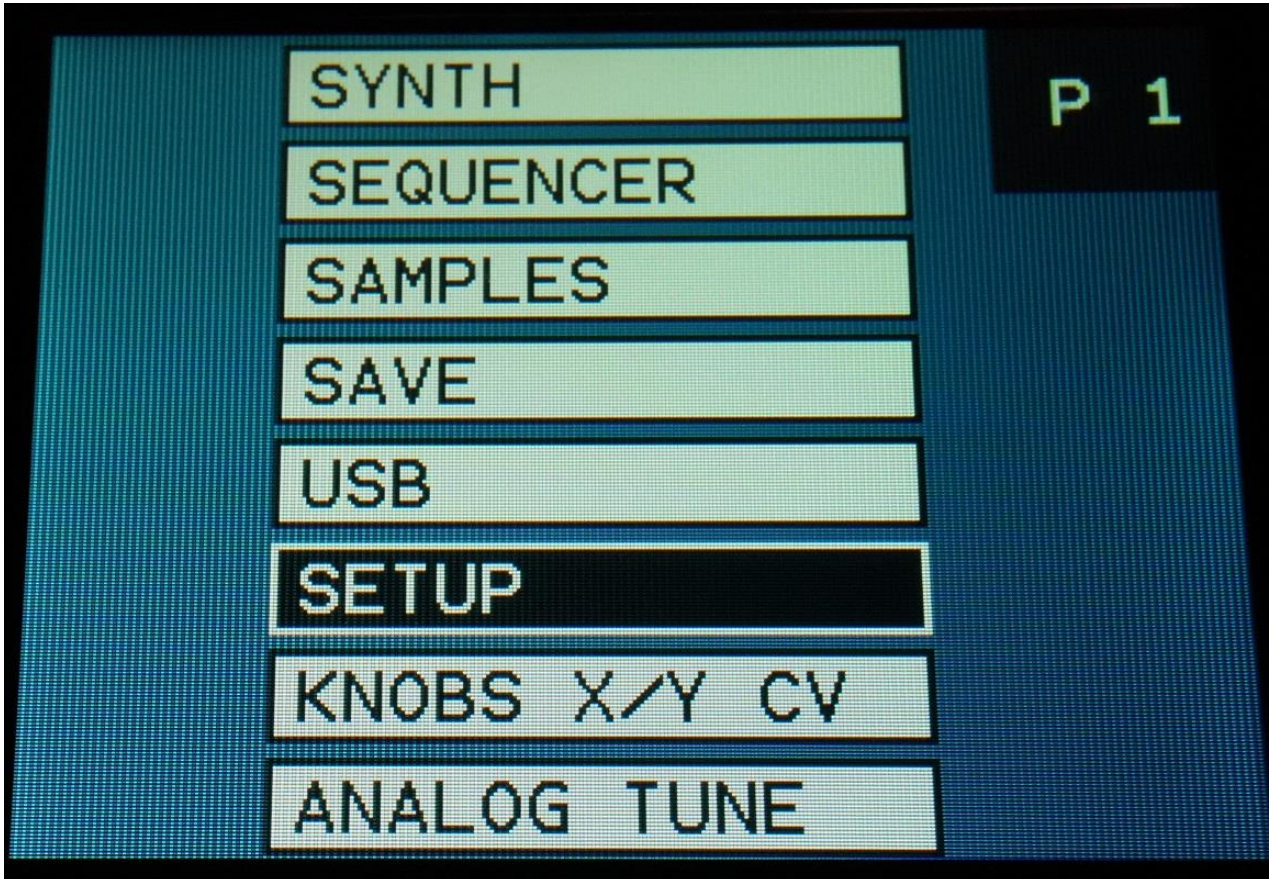 SYNTH
P 1
SEQUENCER
SAMPLES
SAVE
USB
SETUP
KNOBS X/Y CV
ANALOG TUNE